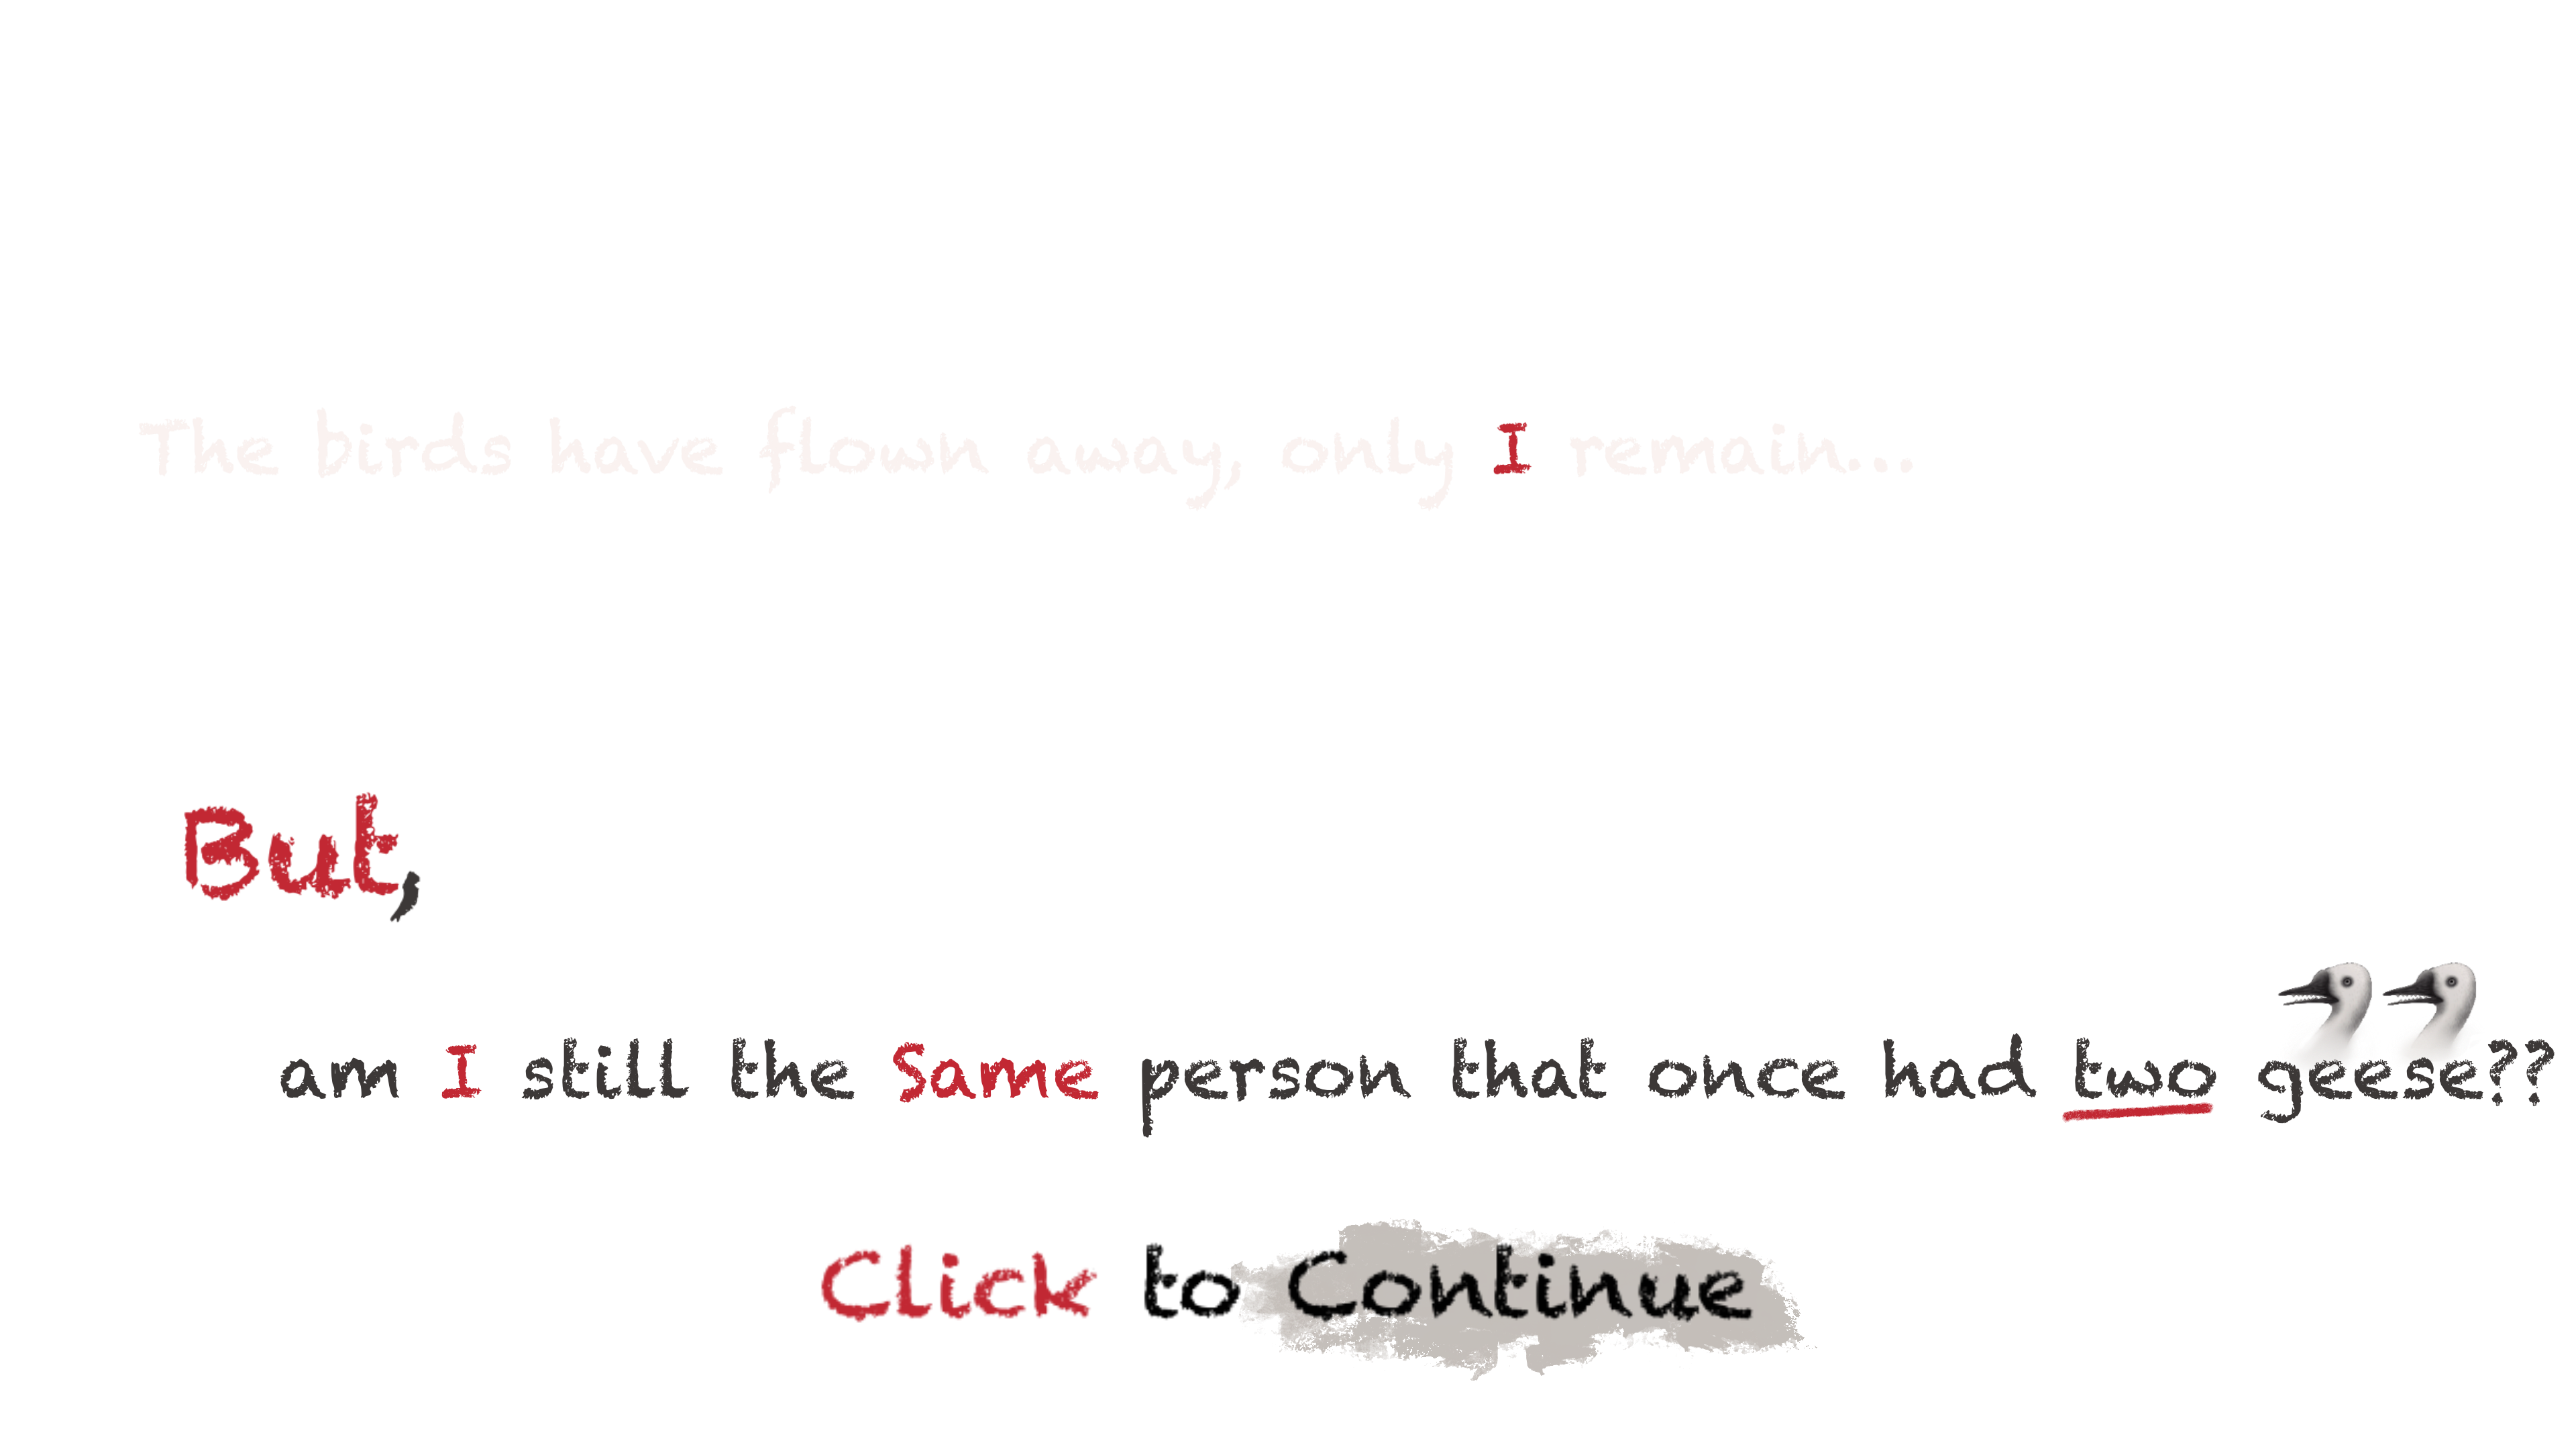 The birds have flown away, only I remain...
But,
am I still the Same person that once had two geese??
Click to Continue